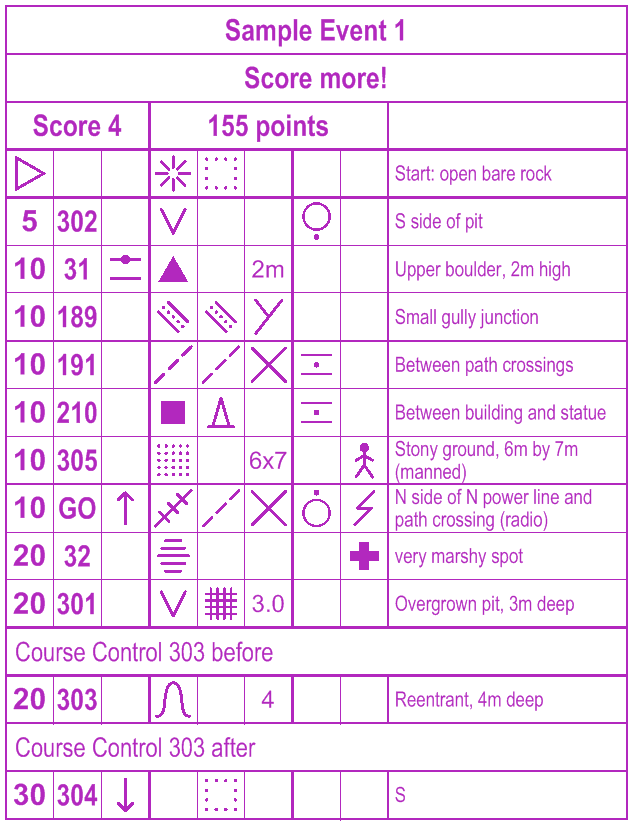 Sample Event 1
Score more!
Score 4 155 points
Start: open bare rock
5 302 S side of pit
10 31 2m Upper boulder, 2m high
10 189 Small gully junction
10 191 Between path crossings
10 210 Between building and statue
10 305 6x7 Stony ground, 6m by 7m
(manned)
10 GO N side of N power line and
path crossing (radio)
20 32 very marshy spot
20 301 3.0 Overgrown pit, 3m deep
Course Control 303 before
20 303 4 Reentrant, 4m deep
Course Control 303 after
30 304 S